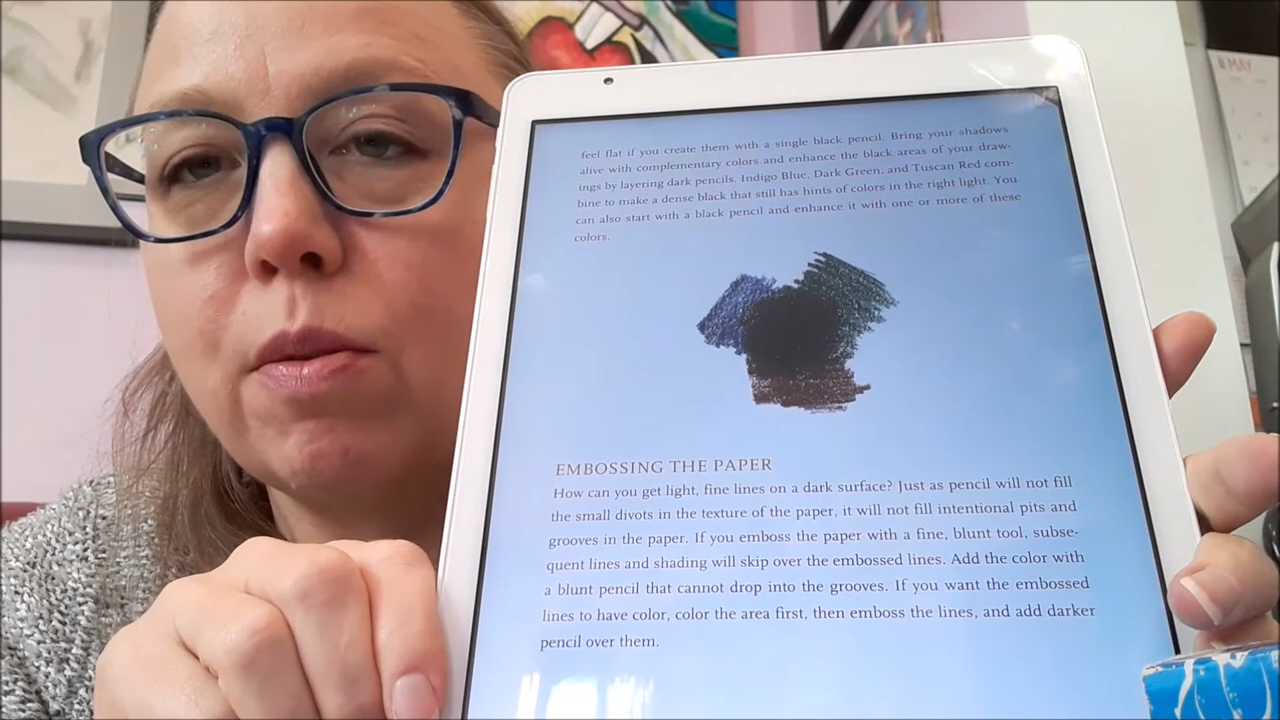 MAY
feel flat if you create them with a single black pencil. Bring your shadows
alive with complementary colors and enhance the black areas of your draw-
ings by layering dark pencils. Indigo Blue, Dark Green, and Tuscan Red com-
bine to make a dense black that still has hints of colors in the right light. You
can also start with a black pencil and enhance it with one or more of these
colors.
EMBOSSING THE PAPER
How can you get light, fine lines on a dark surface? Just as pencil will not fill
the small divots in the texture of the paper, it will not fill intentional pits and
grooves in the paper. If you emboss the paper with a fine, blunt tool, subse-
quent lines and shading will skip over the embossed lines. Add the color with
a blunt pencil that cannot drop into the grooves. If you want the embossed
lines to have color, color the area first, then emboss the lines, and add darker
pencil over them.